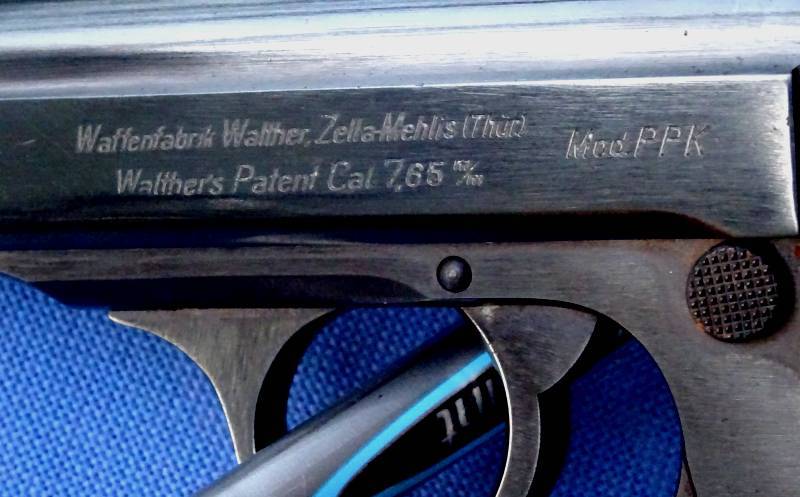 Waffenfabrik Walther, Zella-Mehlis (Thür.)
Walther's Patent Cal. 7,65 m/m
Mod. PPK